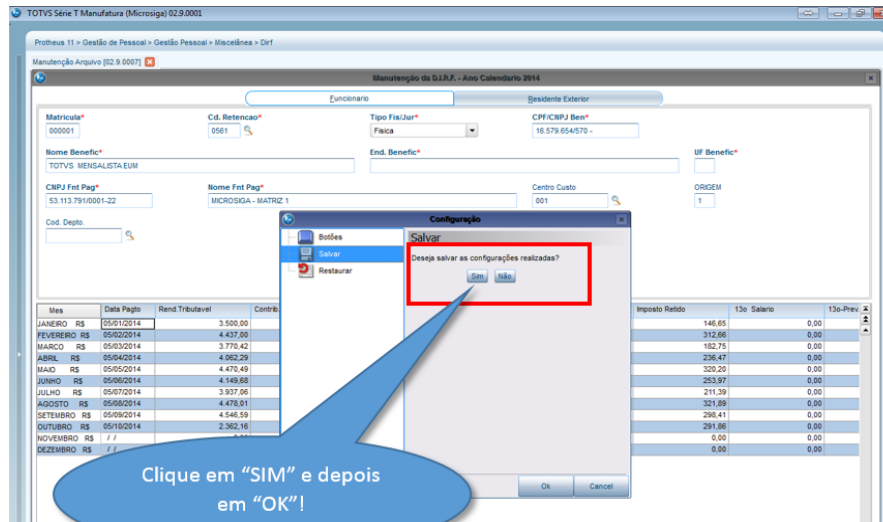 TOTVS Série T Manufatura (Microsiga) 02.9.0001
Protheus 11 > Gestão de Pessoal > Gestão Pessoal > Miscelânea > Dirf
Manutenção Arquivo [02.9.0007]
Manutenção da D.I.R.F. - Ano Calendario 2014
Funcionario Residente Exterior
Matricula* Cd. Retencao* Tipo Fis/Jur* CPF/CNPJ Ben*
000001 0561 Fisica 16.579.654/570 -
Nome Benefic* End. Benefic* UF Benefic*
TOTVS MENSALISTA EUM
CNPJ Fnt Pag* Nome Fnt Pag* Centro Custo ORIGEM
53.113.791/0001-22 MICROSIGA - MATRIZ 1 001 1
Cod. Depto.
Configuração
Botões Salvar
Salvar
Deseja salvar as configurações realizadas?
Restaurar
Sim Não
Mes Data Pagto Rend.Tributavel Contrib. Imposto Retido 13o Salario 13o-Prev.
JANEIRO R$ 05/01/2014 3.500,00 146,65 0,00
FEVEREIRO R$ 05/02/2014 4.437,00 312,66 0,00
MARCO R$ 05/03/2014 3.770,42 182,75 0,00
ABRIL R$ 05/04/2014 4.062,29 236,47 0,00
MAIO R$ 05/05/2014 4.470,49 320,20 0,00
JUNHO R$ 05/06/2014 4.149,68 253,97 0,00
JULHO R$ 05/07/2014 3.937,06 211,39 0,00
AGOSTO R$ 05/08/2014 4.478,01 321,89 0,00
SETEMBRO R$ 05/09/2014 4.546,59 298,41 0,00
OUTUBRO R$ 05/10/2014 2.362,16 291,86 0,00
NOVEMBRO R$ / / 0,00 0,00
DEZEMBRO R$ / / 0,00 0,00
Clique em “SIM” e depois
em “OK”!
Ok Cancel